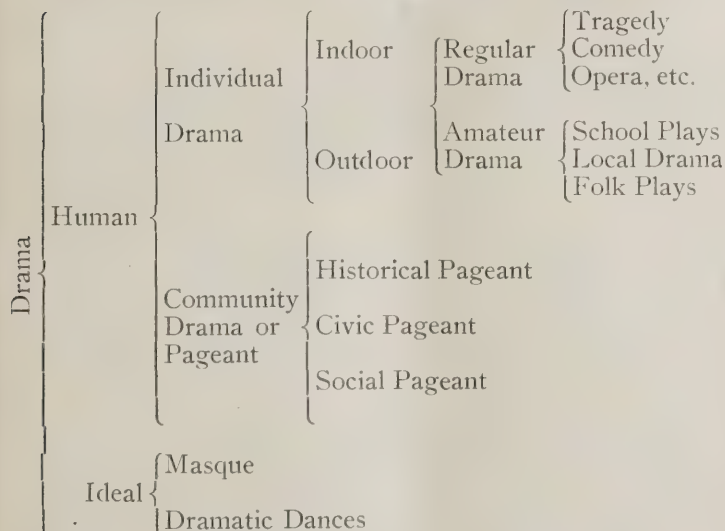 Drama
Human
Individual
Drama
Indoor
Outdoor
Regular
Drama
Tragedy
Comedy
Opera, etc.
Amateur
Drama
School Plays
Local Drama
Folk Plays
Community
Drama or
Pageant
Historical Pageant
Civic Pageant
Social Pageant
Ideal
Masque
Dramatic Dances